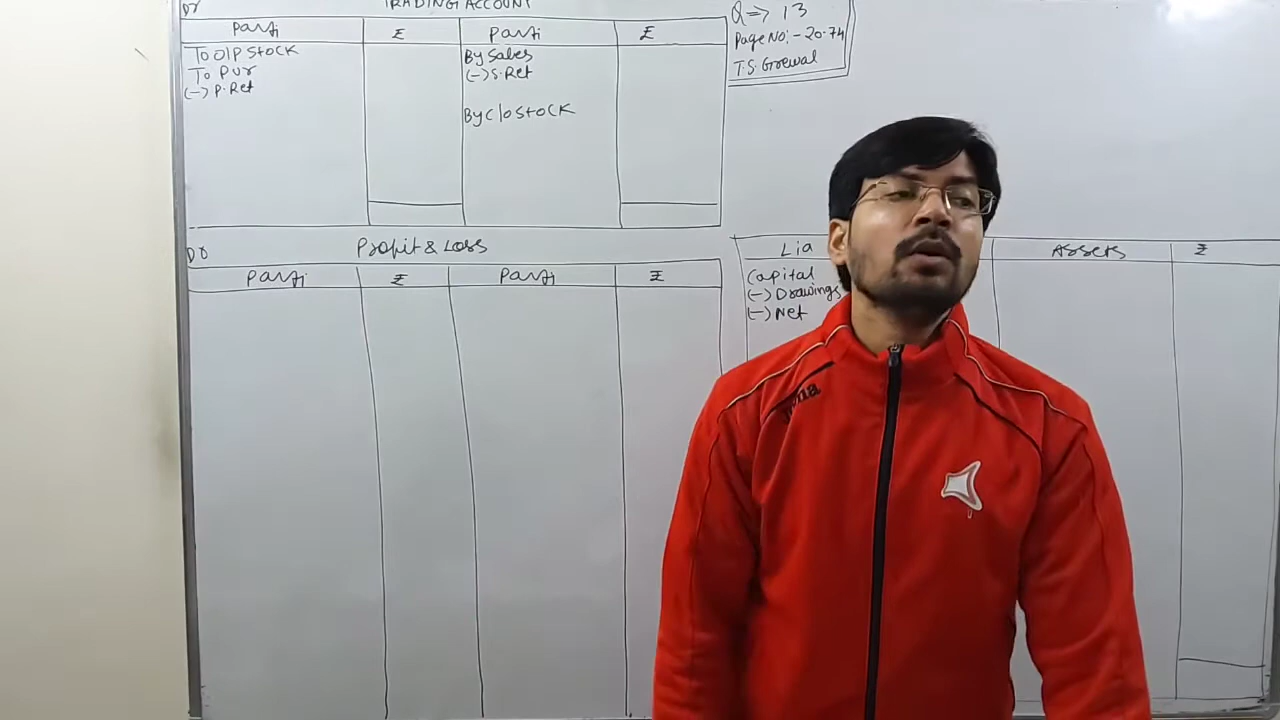 Dr
TRADING ACCOUNT
Parti ₹ Parti ₹
To O/P Stock
To Pur
(-) P. Ret
By Sales
(-) S. Ret
By Clo Stock
Q => 13
Page No: - 20.74
T.S. Grewal
Dr
Profit & Loss
Parti ₹ Parti ₹
Lia Assets ₹
Capital
(-) Drawings
(-) Net